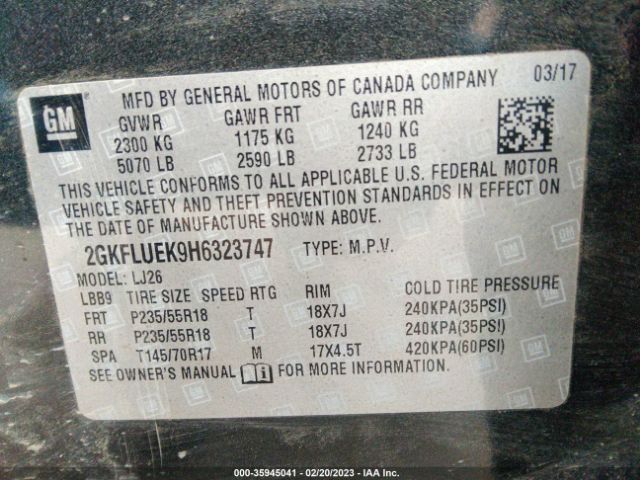 GM
MFD BY GENERAL MOTORS OF CANADA COMPANY 03/17
GVWR GAWR FRT GAWR RR
2300 KG 1175 KG 1240 KG
5070 LB 2590 LB 2733 LB
THIS VEHICLE CONFORMS TO ALL APPLICABLE U.S. FEDERAL MOTOR
VEHICLE SAFETY AND THEFT PREVENTION STANDARDS IN EFFECT ON
THE DATE OF MANUFACTURE SHOWN ABOVE.
2GKFLUEK9H6323747 TYPE: M.P.V.
MODEL: LJ26
LBB9 TIRE SIZE SPEED RTG RIM COLD TIRE PRESSURE
FRT P235/55R18 T 18X7J 240KPA(35PSI)
RR P235/55R18 T 18X7J 240KPA(35PSI)
SPA T145/70R17 M 17X4.5T 420KPA(60PSI)
SEE OWNER'S MANUAL FOR MORE INFORMATION.
000-35945041 - 02/20/2023 - IAA Inc.